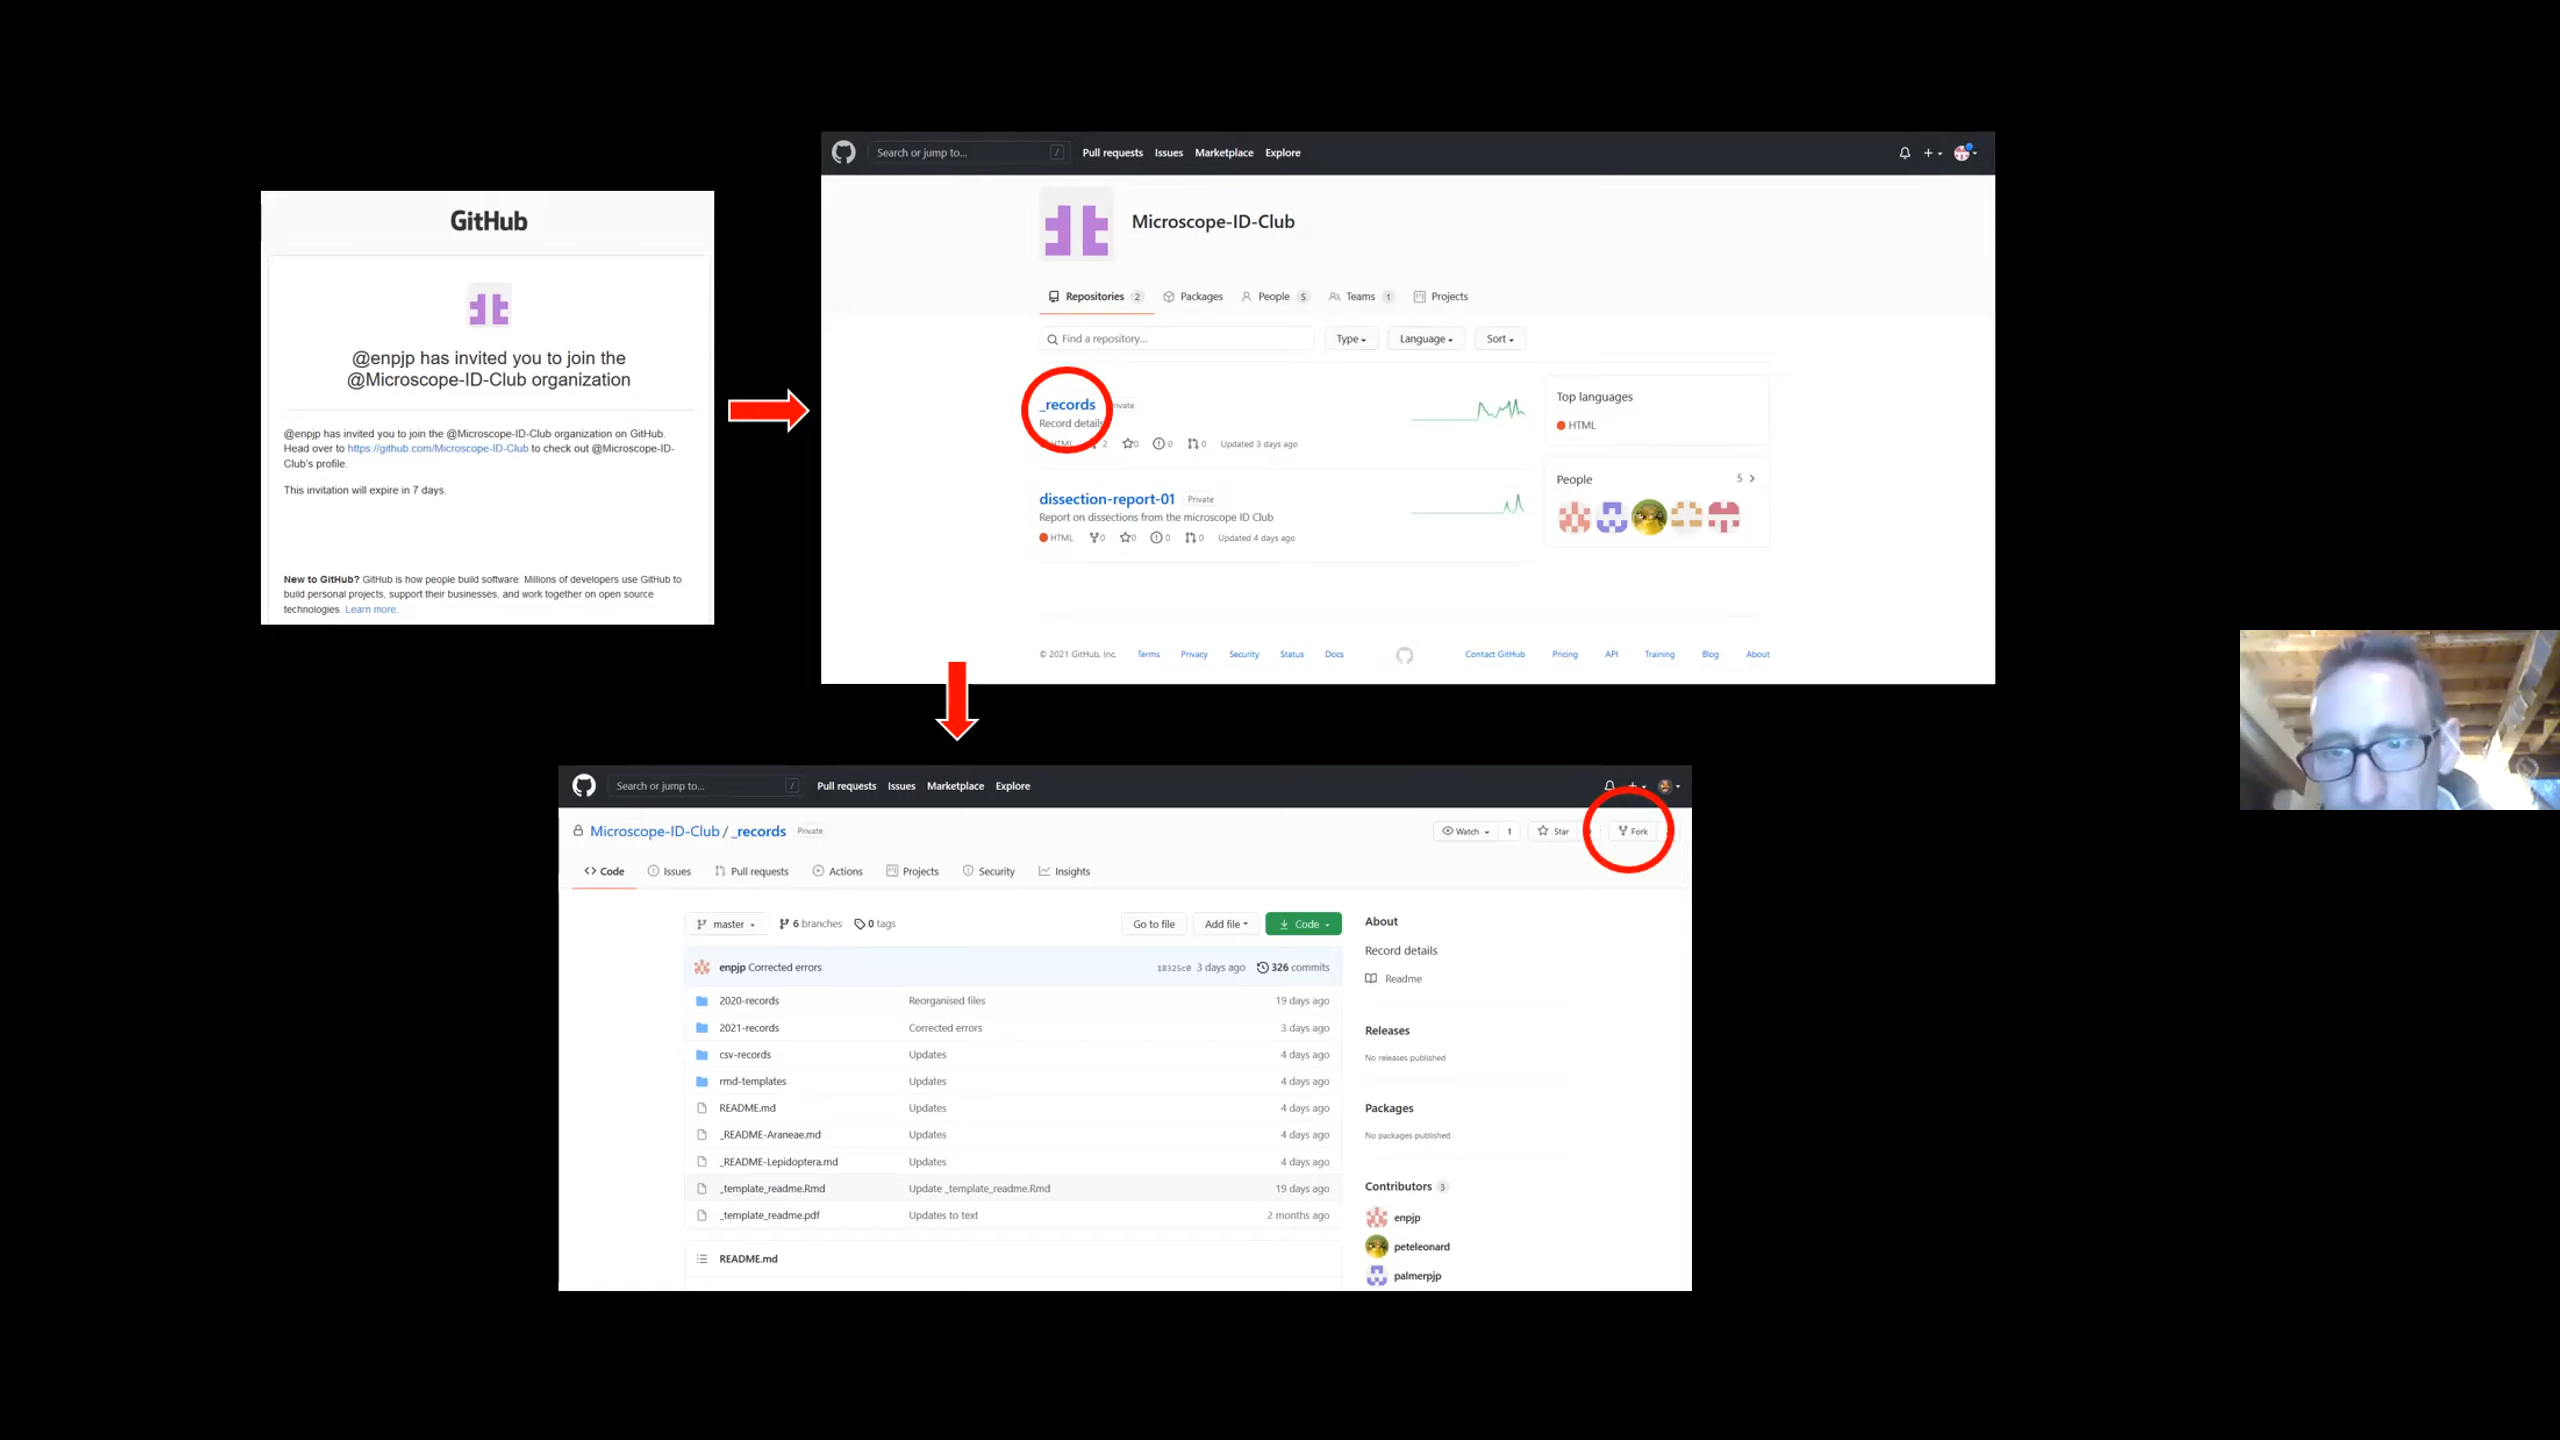 GitHub
@enpjp has invited you to join the
@Microscope-ID-Club organization
@enpjp has invited you to join the @Microscope-ID-Club organization on GitHub.
Head over to https://github.com/Microscope-ID-Club to check out @Microscope-ID-
Club's profile.
This invitation will expire in 7 days.
New to GitHub? GitHub is how people build software. Millions of developers use GitHub to
build personal projects, support their businesses, and work together on open source
technologies. Learn more.
Search or jump to... / Pull requests Issues Marketplace Explore
Microscope-ID-Club
Repositories 2 Packages People 5 Teams 1 Projects
Find a repository... Type Language Sort
_records
Record details
HTML 2 0 0 0 Updated 3 days ago
dissection-report-01 Private
Report on dissections from the microscope ID Club
HTML 0 0 0 0 Updated 4 days ago
Top languages
HTML
People 5
© 2021 GitHub, Inc. Terms Privacy Security Status Docs Contact GitHub Pricing API Training Blog About
Search or jump to... / Pull requests Issues Marketplace Explore
Microscope-ID-Club / _records Private Watch 1 Star Fork
Code Issues Pull requests Actions Projects Security Insights
master 6 branches 0 tags Go to file Add file Code
enpjp Corrected errors 18325c0 3 days ago 326 commits
2020-records Reorganised files 19 days ago
2021-records Corrected errors 3 days ago
csv-records Updates 4 days ago
rmd-templates Updates 4 days ago
README.md Updates 4 days ago
_README-Araneae.md Updates 4 days ago
_README-Lepidoptera.md Updates 4 days ago
_template_readme.Rmd Update _template_readme.Rmd 19 days ago
_template_readme.pdf Updates to text 2 months ago
README.md
About
Record details
Readme
Releases
No releases published
Packages
No packages published
Contributors 3
enpjp
peteleonard
palmerpjp